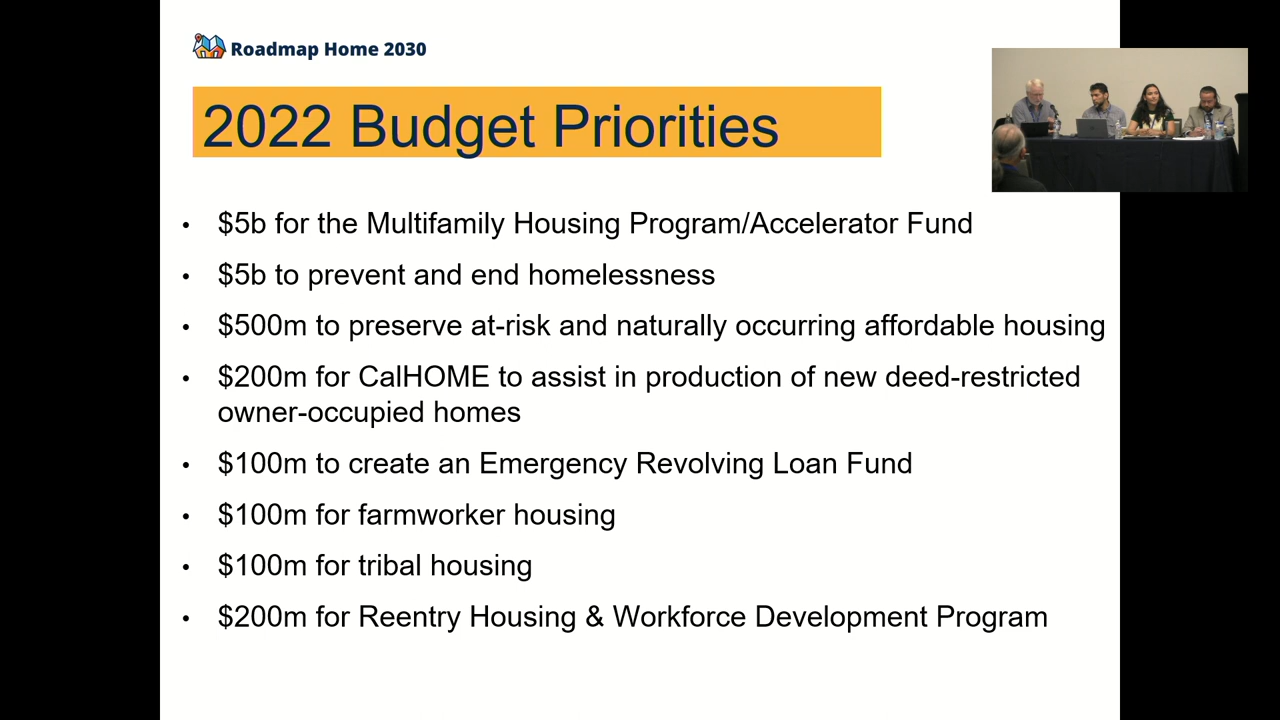 Roadmap Home 2030
2022 Budget Priorities
• $5b for the Multifamily Housing Program/Accelerator Fund
• $5b to prevent and end homelessness
• $500m to preserve at-risk and naturally occurring affordable housing
• $200m for CalHOME to assist in production of new deed-restricted
owner-occupied homes
• $100m to create an Emergency Revolving Loan Fund
• $100m for farmworker housing
• $100m for tribal housing
• $200m for Reentry Housing & Workforce Development Program